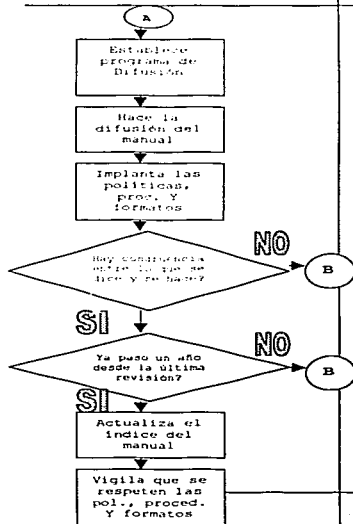 A
Establece
programa de
Difusión
Hace la
difusión del
manual
Implanta las
políticas,
proc. Y
formatos
Hay congruencia
entre lo que se
dice y se hace?
NO
B
SI
Ya paso un año
desde la última
revisión?
NO
B
SI
Actualiza el
índice del
manual
Vigila que se
respeten las
pol., proced.
Y formatos